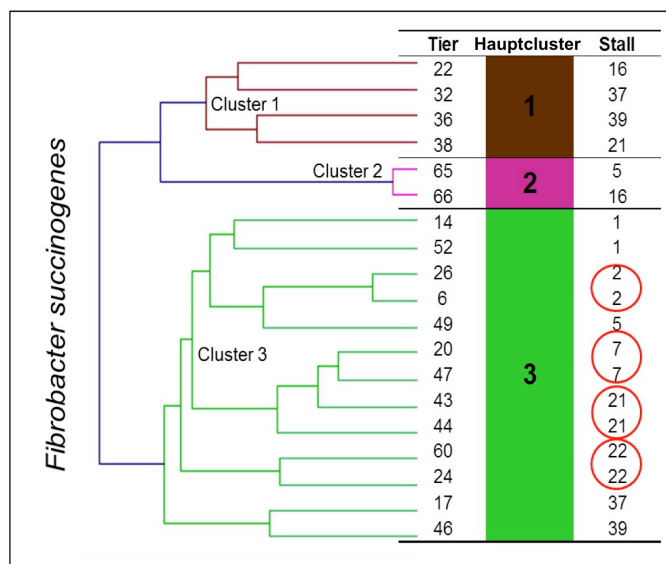 Tier Hauptcluster Stall
22 16
32 37
Cluster 1
36 1 39
38 21
Cluster 2
65 5
2
66 16
14 1
52 1
26 2
6 2
49 5
Cluster 3
20 7
47 3 7
43 21
44 21
60 22
24 22
17 37
46 39
Fibrobacter succinogenes